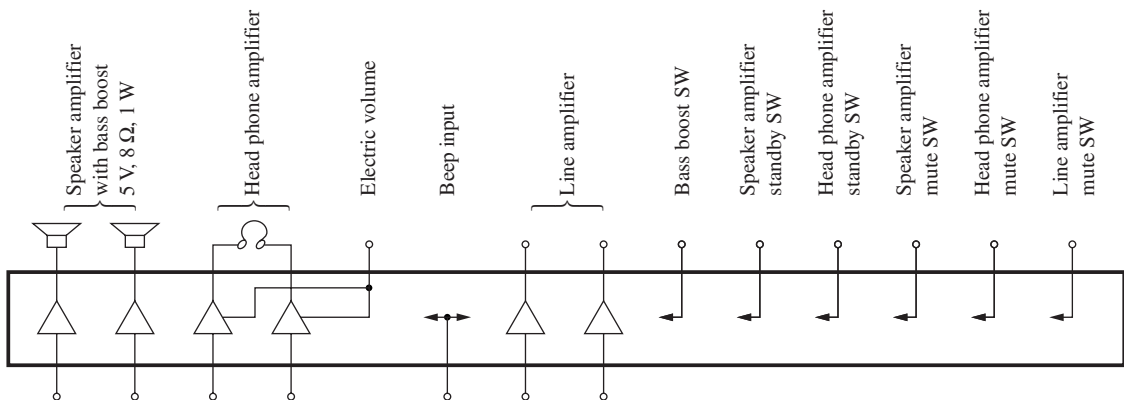 Speaker amplifier
with bass boost
5 V, 8 Ω, 1 W
Head phone amplifier
Electric volume
Beep input
Line amplifier
Bass boost SW
Speaker amplifier
standby SW
Head phone amplifier
standby SW
Speaker amplifier
mute SW
Head phone amplifier
mute SW
Line amplifier
mute SW